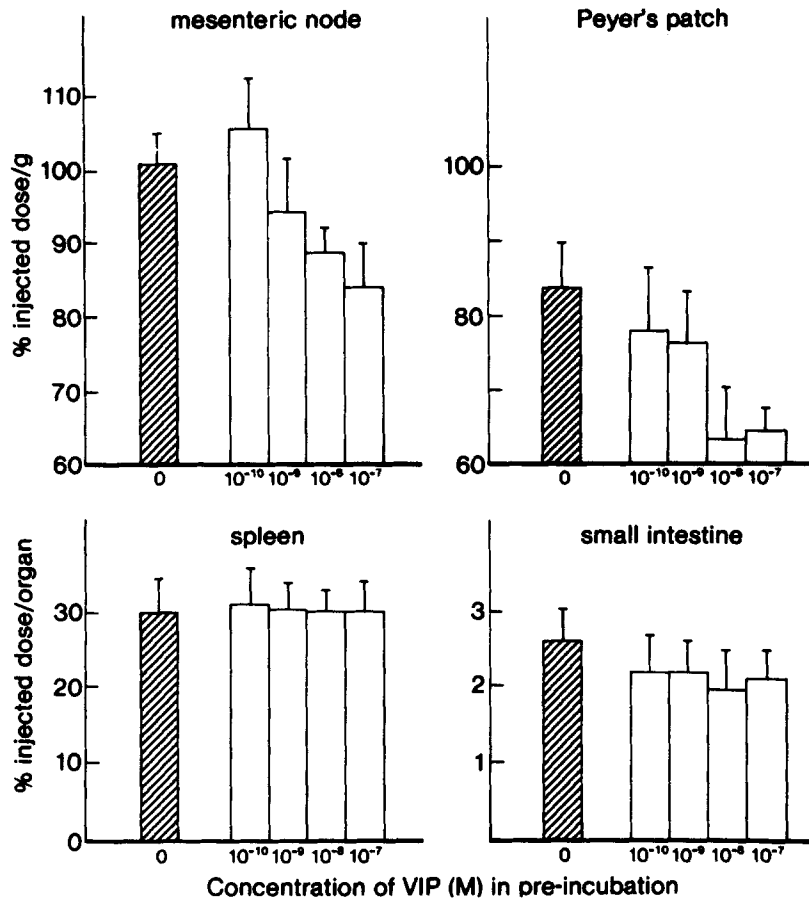 mesenteric node
Peyer's patch
% injected dose/g
110
100
90
80
70
60
0
10⁻¹⁰ 10⁻⁹ 10⁻⁸ 10⁻⁷
100
80
60
0
10⁻¹⁰ 10⁻⁹ 10⁻⁸ 10⁻⁷
spleen
small intestine
% injected dose/organ
30
20
10
0
0
10⁻¹⁰ 10⁻⁹ 10⁻⁸ 10⁻⁷
3
2
1
0
10⁻¹⁰ 10⁻⁹ 10⁻⁸ 10⁻⁷
Concentration of VIP (M) in pre-incubation